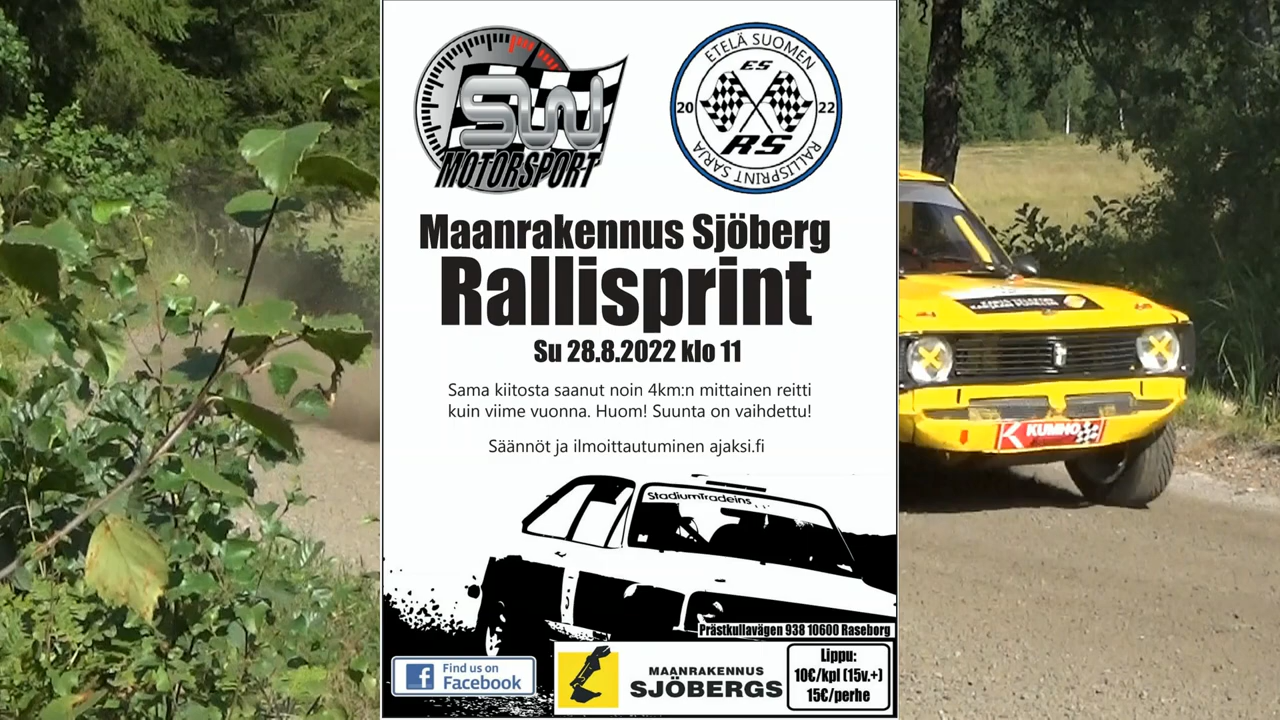 SW
MOTORSPORT
ETELÄ SUOMEN
ES
20 22
RS
RALLISPRINT SARJA
Maanrakennus Sjöberg
Rallisprint
Su 28.8.2022 klo 11
Sama kiitosta saanut noin 4km:n mittainen reitti
kuin viime vuonna. Huom! Suunta on vaihdettu!
Säännöt ja ilmoittautuminen ajaksi.fi
StadiumTradeins
Prästkullavägen 938 10600 Raseborg
Find us on
Facebook
MAANRAKENNUS
SJÖBERGS
Lippu:
10€/kpl (15v.+)
15€/perhe
KUMHO